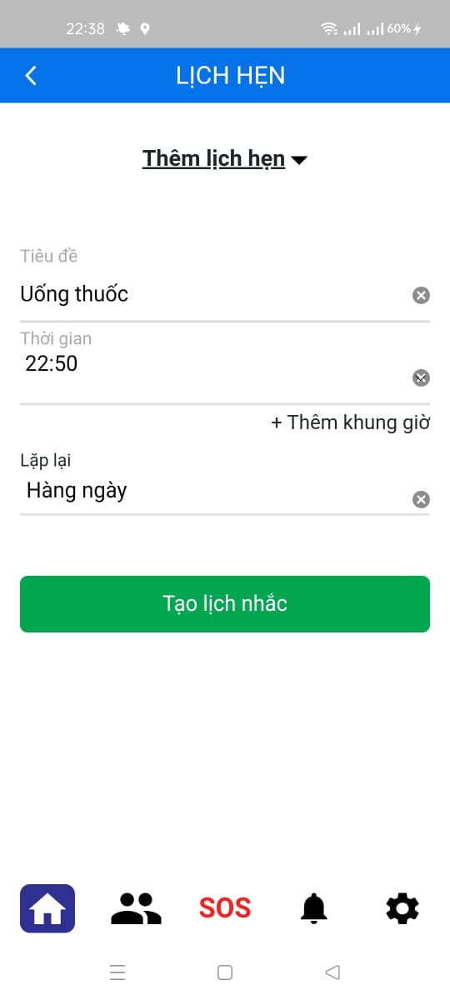 22:38
60%
LỊCH HẸN
Thêm lịch hẹn
Tiêu đề
Uống thuốc
Thời gian
22:50
+ Thêm khung giờ
Lặp lại
Hàng ngày
Tạo lịch nhắc
SOS